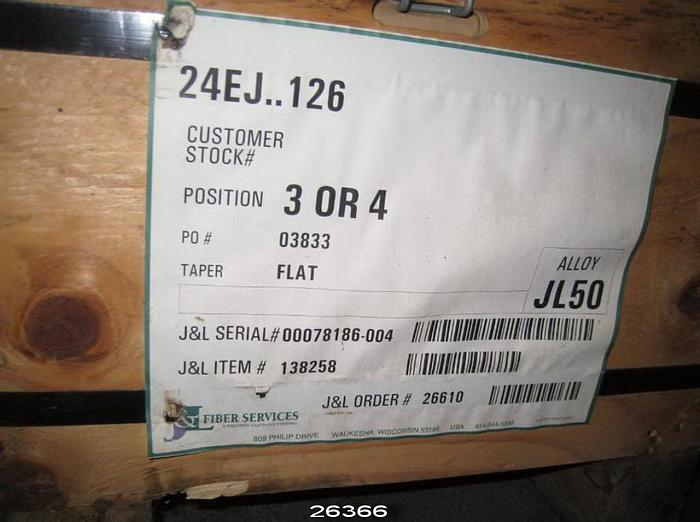 24EJ..126
CUSTOMER
STOCK#
POSITION 3 OR 4
PO # 03833
TAPER FLAT
ALLOY
JL50
J&L SERIAL# 00078186-004
J&L ITEM # 138258
J&L ORDER # 26610
J&L FIBER SERVICES
809 PHILIP DRIVE WAUKESHA, WISCONSIN 53186 USA
26366